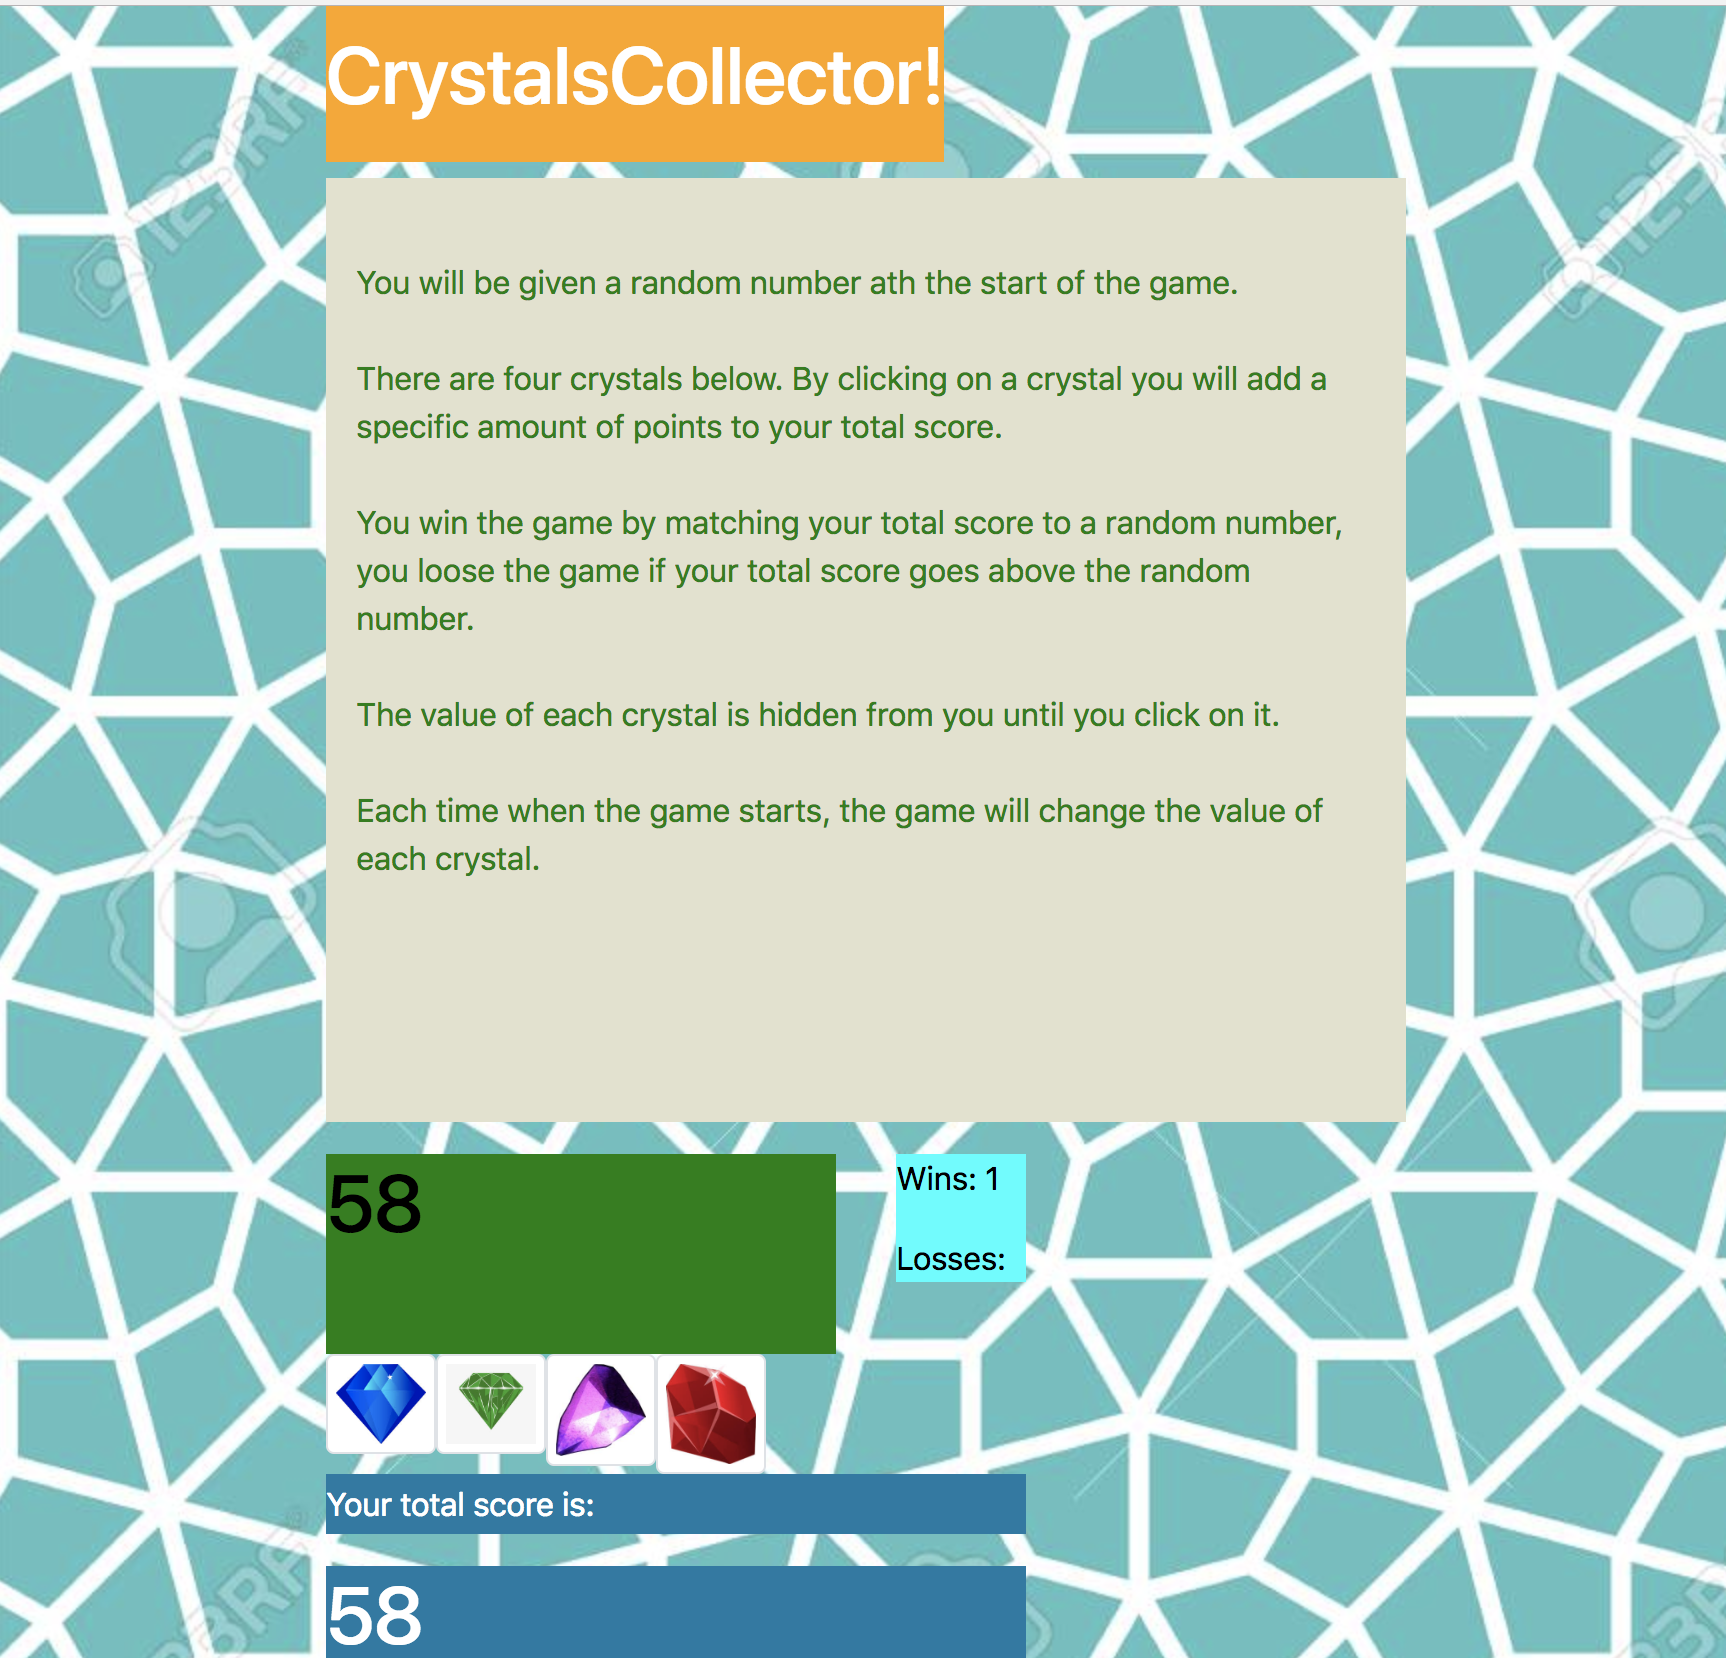 CrystalsCollector!
You will be given a random number ath the start of the game.
There are four crystals below. By clicking on a crystal you will add a
specific amount of points to your total score.
You win the game by matching your total score to a random number,
you loose the game if your total score goes above the random
number.
The value of each crystal is hidden from you until you click on it.
Each time when the game starts, the game will change the value of
each crystal.
58
Wins: 1
Losses:
Your total score is:
58
123RF
123RF
123RF
123RF